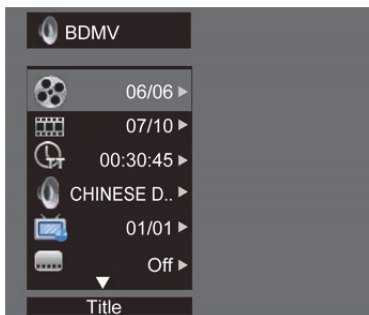 BDMV
06/06
07/10
00:30:45
CHINESE D..
01/01
Off
Title